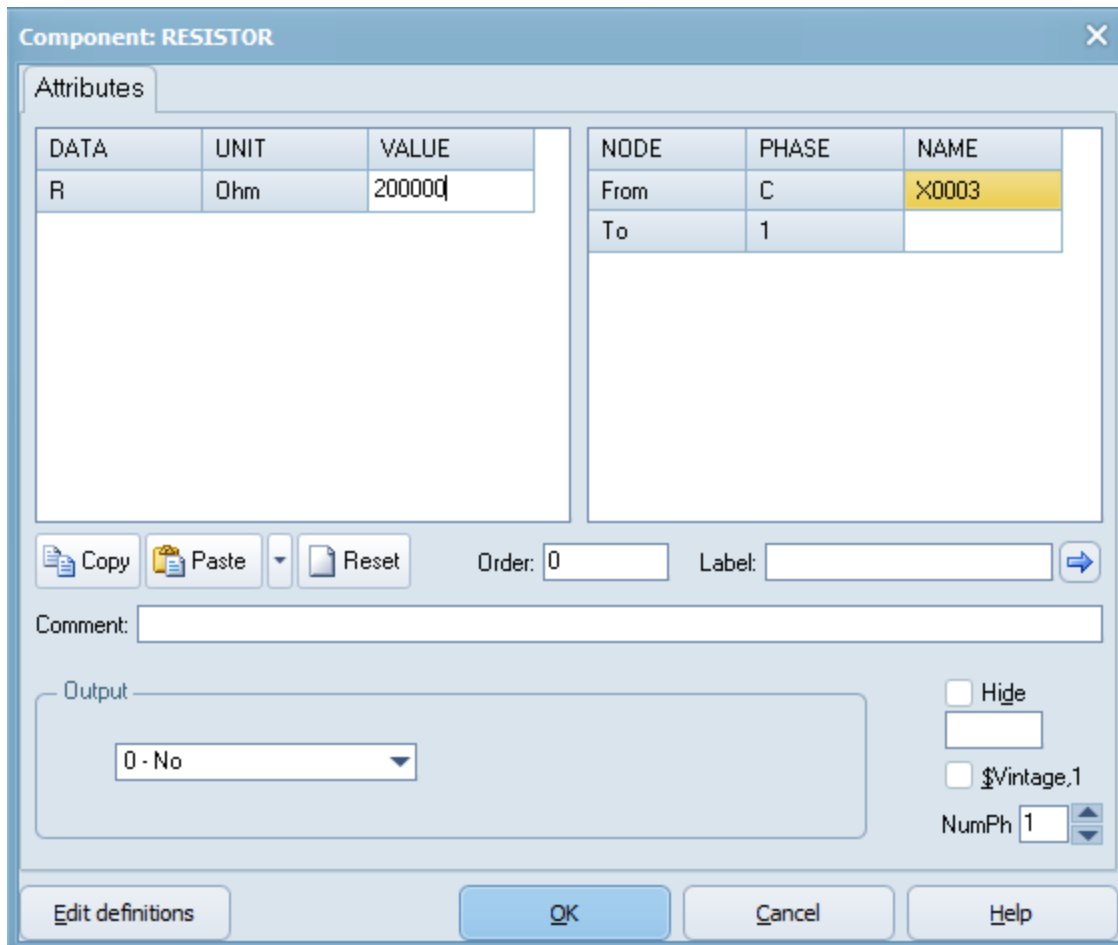 Component: RESISTOR
Attributes
DATA UNIT VALUE
R Ohm 200000
NODE PHASE NAME
From C X0003
To 1
Copy Paste Reset Order: 0 Label:
Comment:
Output
0 - No
Hide
$Vintage,1
NumPh 1
Edit definitions OK Cancel Help